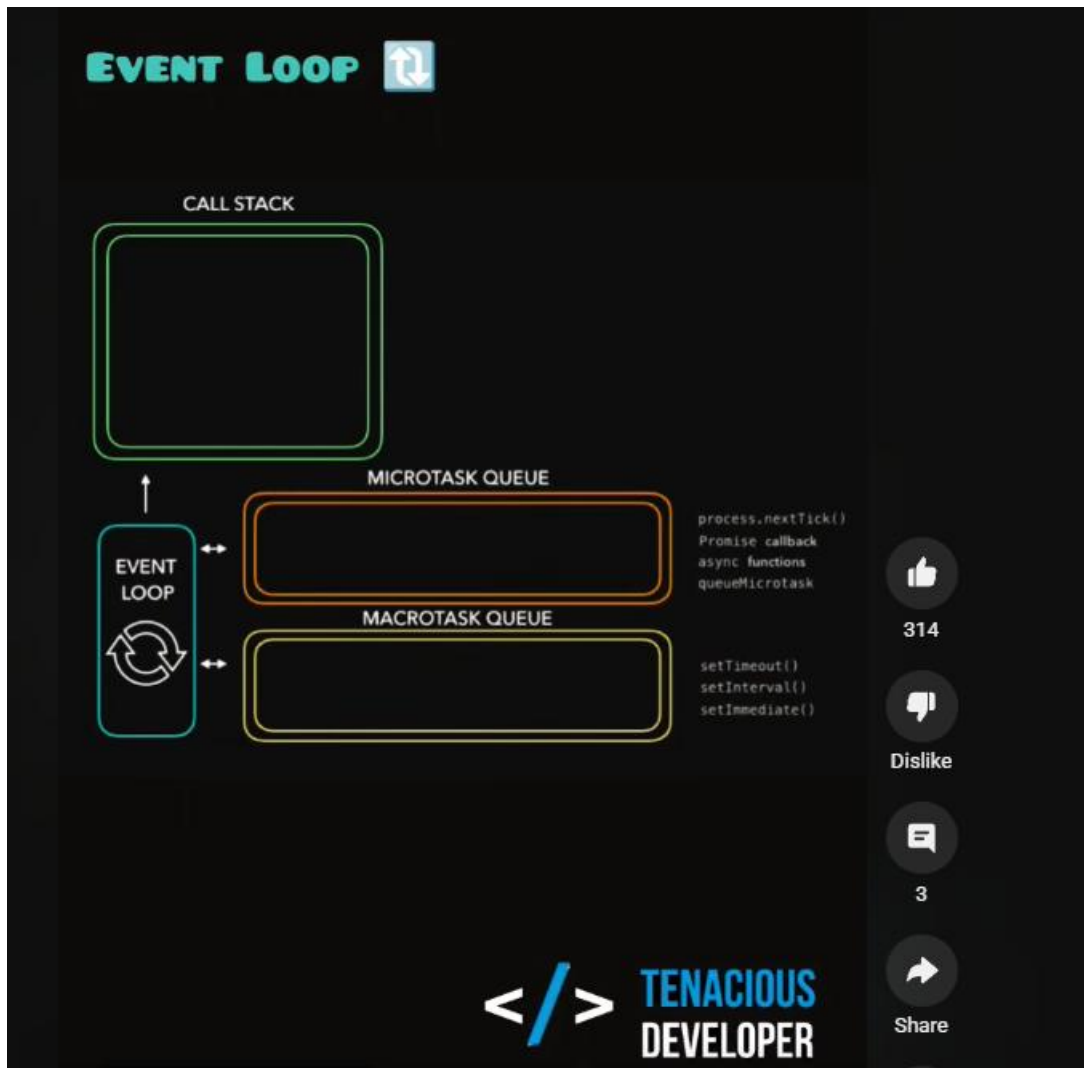 EVENT LOOP
CALL STACK
MICROTASK QUEUE
process.nextTick()
Promise callback
async functions
queueMicrotask
EVENT
LOOP
MACROTASK QUEUE
setTimeout()
setInterval()
setImmediate()
314
Dislike
3
Share
</> TENACIOUS
DEVELOPER